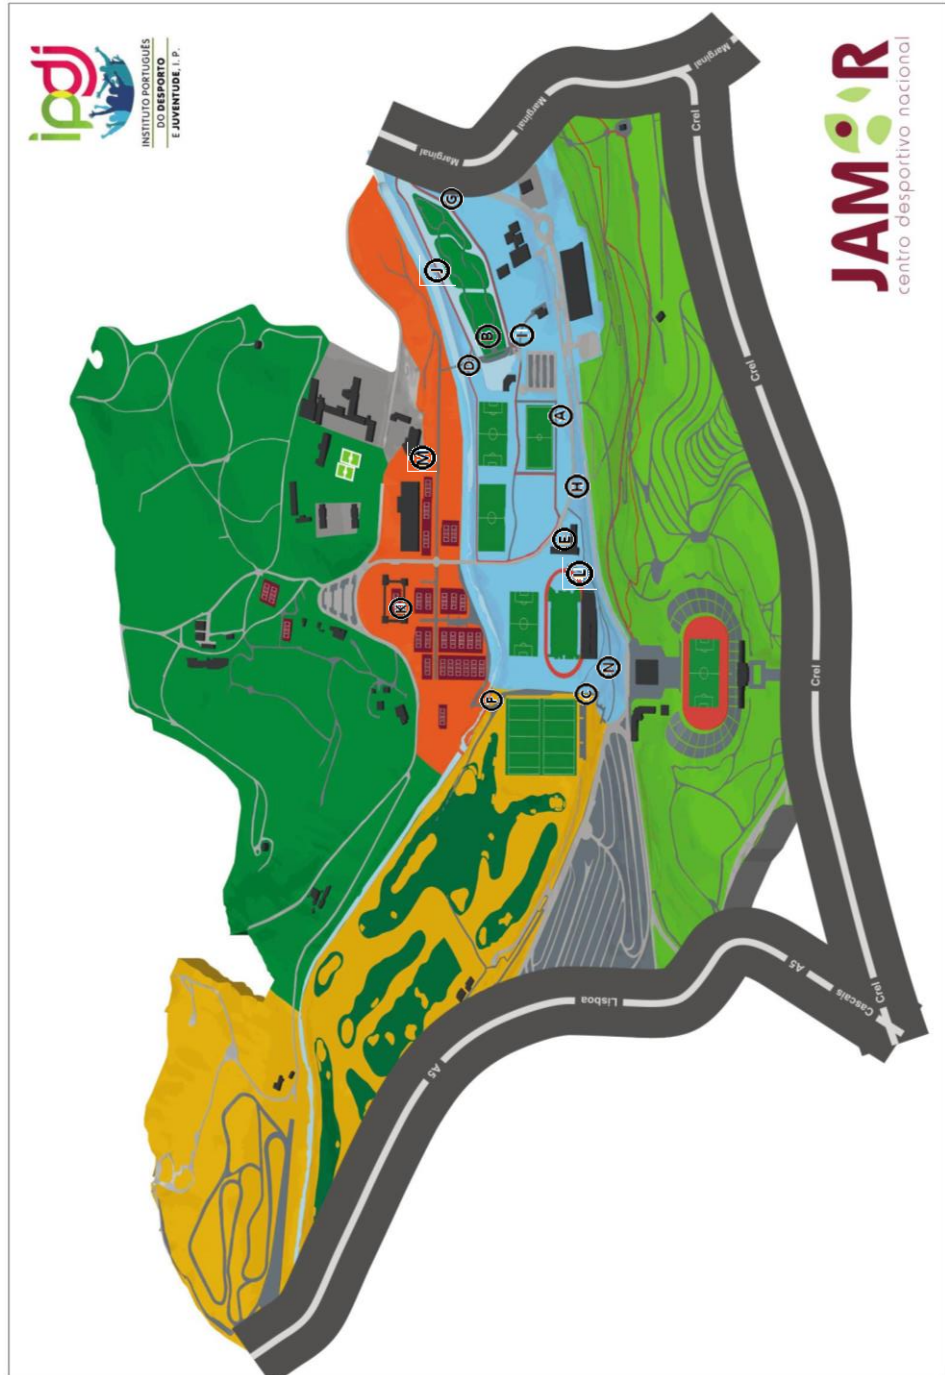 ipdj
INSTITUTO PORTUGUÊS
DO DESPORTO
E JUVENTUDE, I. P.
JAMOR
centro desportivo nacional
Marginal
Marginal
Marginal
Marginal
Crel
G
J
B
I
D
Crel
A
M
H
E
L
K
N
C
F
Crel
A5
Cascais
Crel
Lisboa
A5